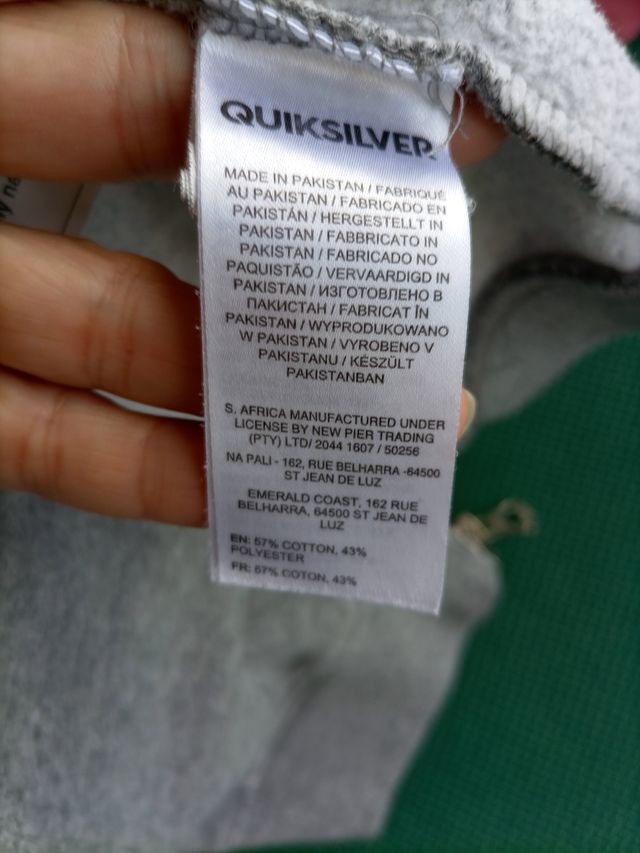 QUIKSILVER
MADE IN PAKISTAN / FABRIQUÉ
AU PAKISTAN / FABRICADO EN
PAKISTÁN / HERGESTELLT IN
PAKISTAN / FABBRICATO IN
PAKISTAN / FABRICADO NO
PAQUISTÃO / VERVAARDIGD IN
PAKISTAN / ИЗГОТОВЛЕНО В
ПАКИСТАН / FABRICAT ÎN
PAKISTAN / WYPRODUKOWANO
W PAKISTAN / VYROBENO V
PAKISTANU / KÉSZÜLT
PAKISTANBAN
S. AFRICA MANUFACTURED UNDER
LICENSE BY NEW PIER TRADING
(PTY) LTD/ 2044 1607 / 50256
NA PALI - 162, RUE BELHARRA -64500
ST JEAN DE LUZ
EMERALD COAST, 162 RUE
BELHARRA, 64500 ST JEAN DE
LUZ
EN: 57% COTTON, 43%
POLYESTER
FR: 57% COTON, 43%